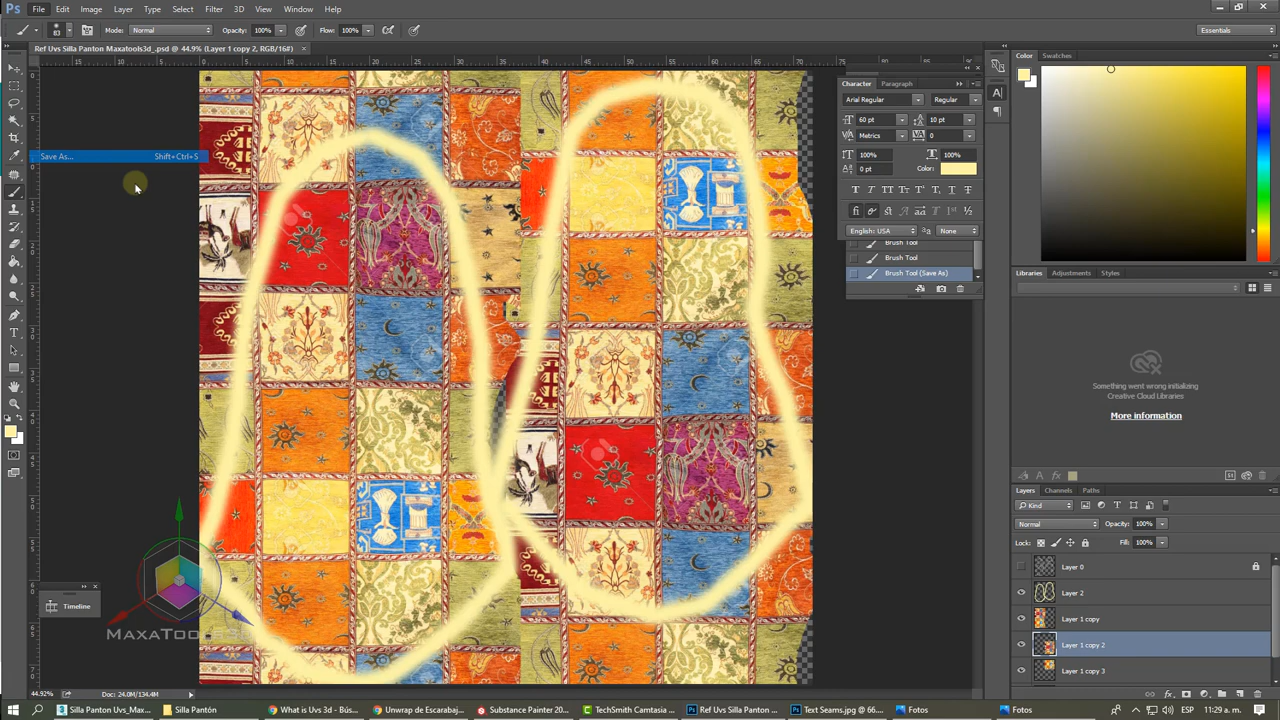 Ps File Edit Image Layer Type Select Filter 3D View Window Help
83 Mode: Normal Opacity: 100% Flow: 100% Essentials
Ref Uvs Silla Panton Maxatools3d_.psd @ 44.9% (Layer 1 copy 2, RGB/16#) ×
Color Swatches
Character Paragraph
Arial Regular Regular
60 pt 10 pt
Metrics 0
100% 100%
0 pt Color:
English: USA None
Brush Tool
Brush Tool
Brush Tool (Save As)
Save As... Shift+Ctrl+S
Libraries Adjustments Styles
Something went wrong initializing
Creative Cloud Libraries
More information
Layers Channels Paths
Kind
Normal Opacity: 100%
Lock: Fill: 100%
Layer 0
Layer 2
Layer 1 copy
Layer 1 copy 2
Layer 1 copy 3
Timeline
44.92% Doc: 24.0M/134.4M
Silla Panton Uvs_Max... Silla Pantón What is Uvs 3d - Bús... Unwrap de Escarabaj... Substance Painter 20... TechSmith Camtasia ... Ref Uvs Silla Panton ... Text Seams.jpg @ 66.... Fotos Fotos ESP 11:29 a. m.